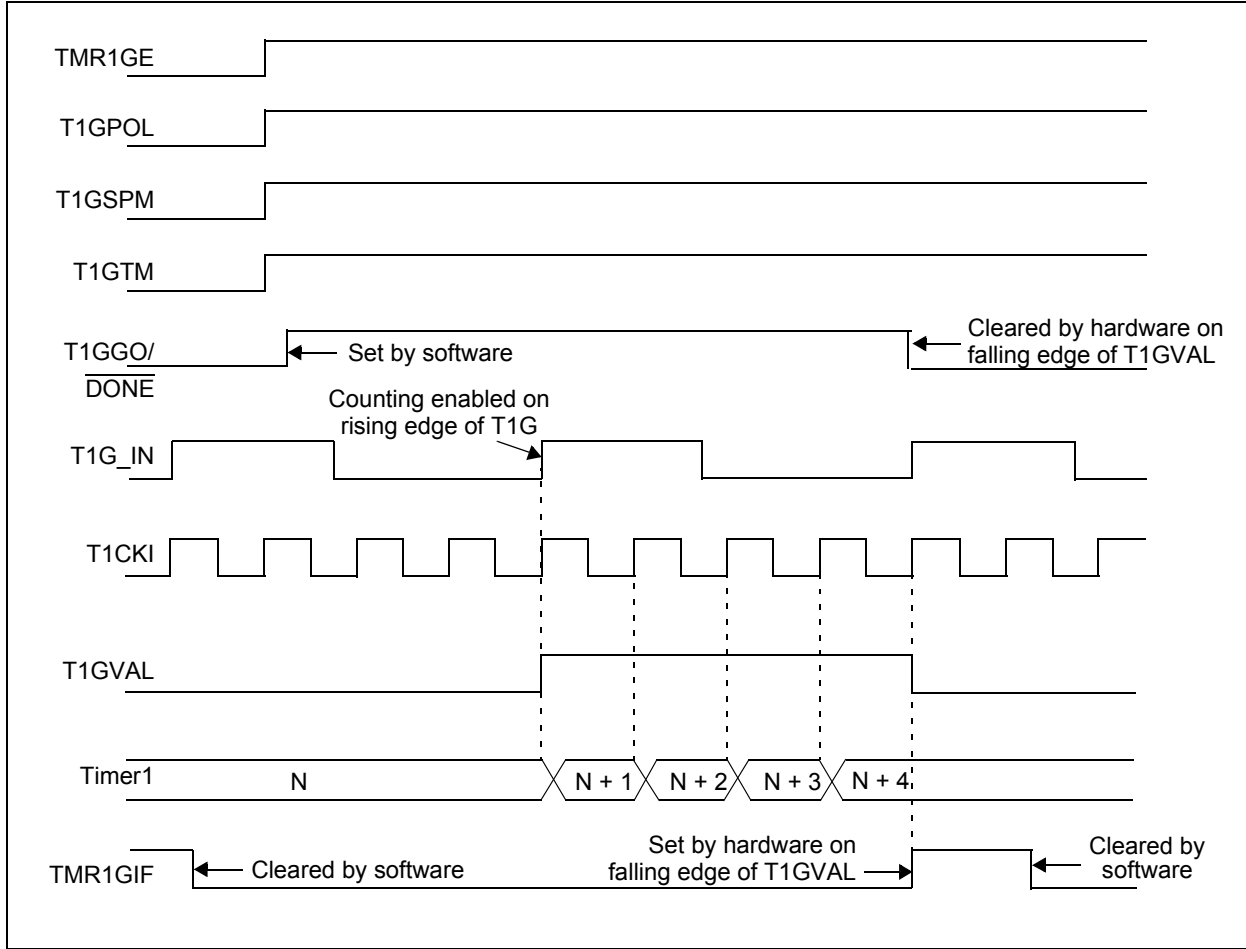 TMR1GE
T1GPOL
T1GSPM
T1GTM
T1GGO/
DONE
Set by software
Cleared by hardware on
falling edge of T1GVAL
Counting enabled on
rising edge of T1G
T1G_IN
T1CKI
T1GVAL
Timer1
N
N + 1
N + 2
N + 3
N + 4
TMR1GIF
Cleared by software
Set by hardware on
falling edge of T1GVAL
Cleared by
software